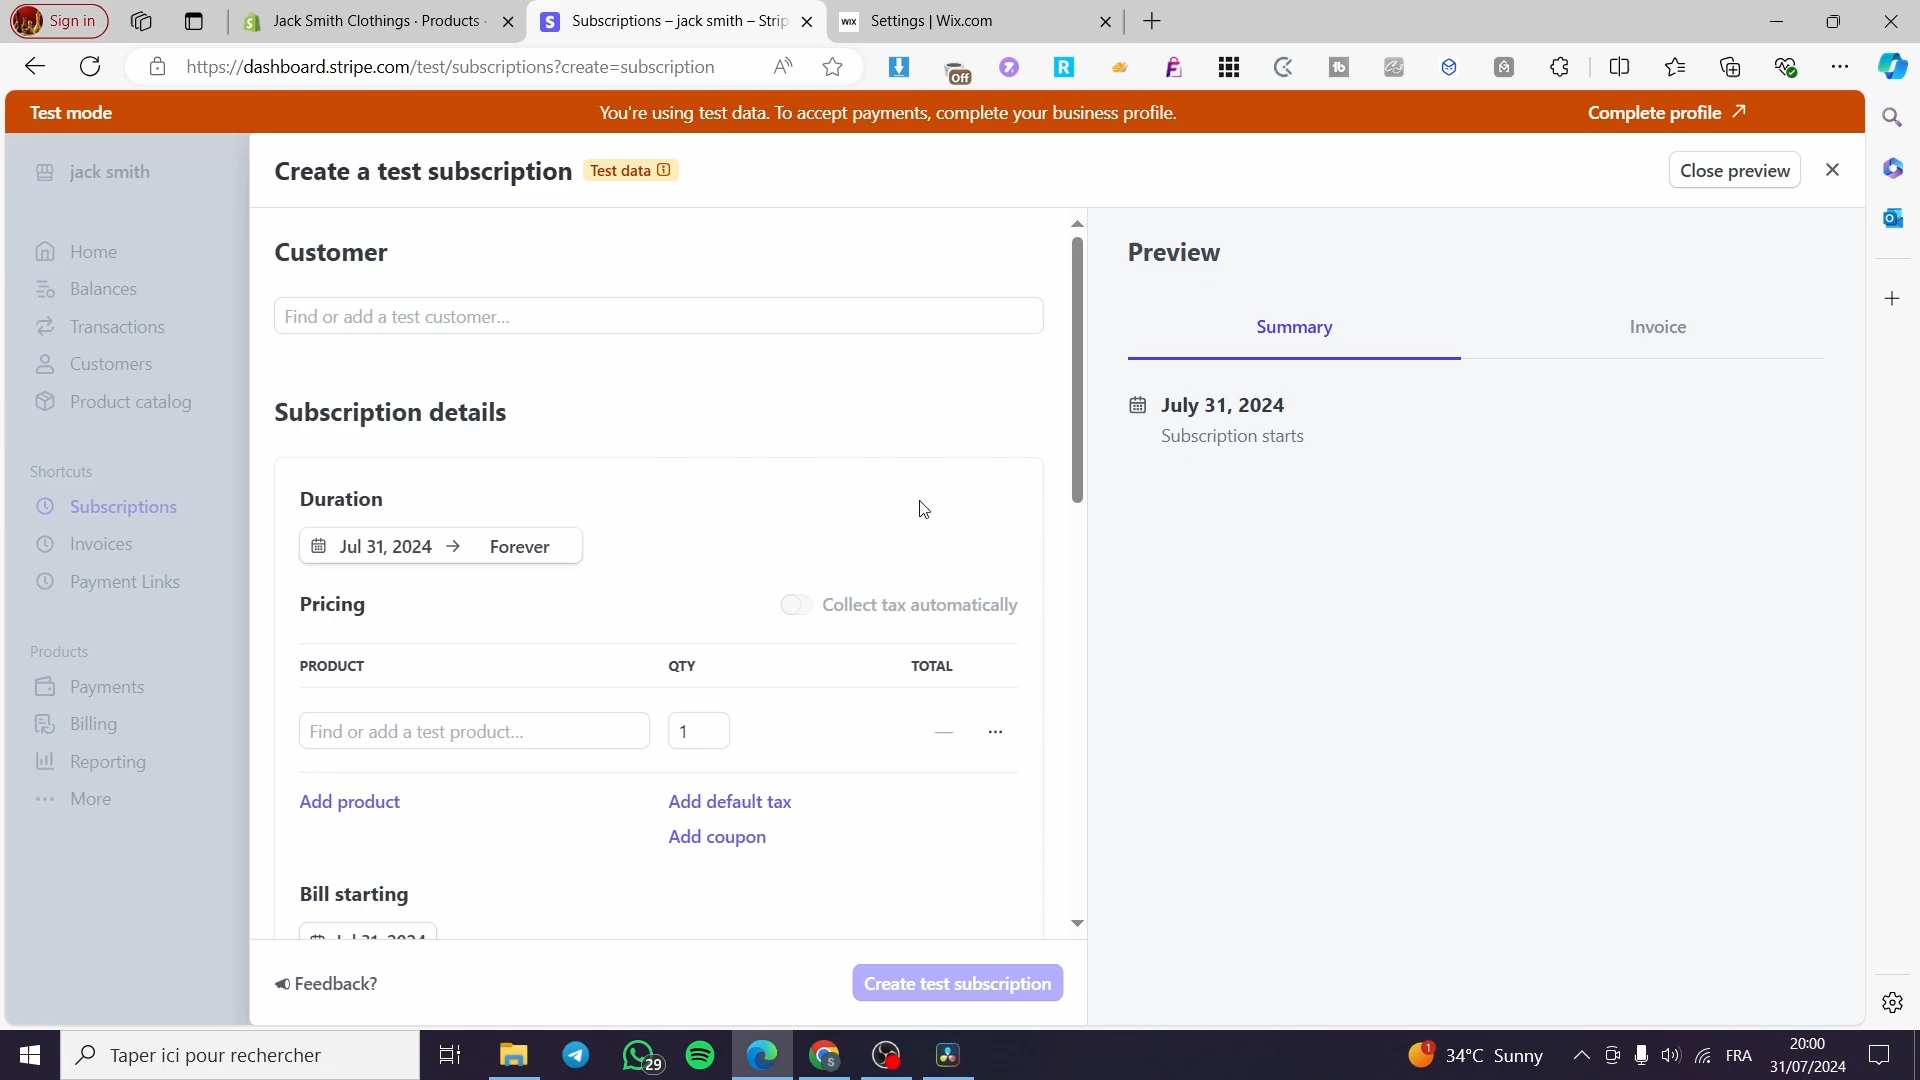 Sign in
Jack Smith Clothings · Products ·
Subscriptions – jack smith – Strip
WIX Settings | Wix.com
https://dashboard.stripe.com/test/subscriptions?create=subscription
Off
Test mode
You're using test data. To accept payments, complete your business profile.
Complete profile
jack smith
Home
Balances
Transactions
Customers
Product catalog
Shortcuts
Subscriptions
Invoices
Payment Links
Products
Payments
Billing
Reporting
More
Create a test subscription
Test data
Close preview
Customer
Find or add a test customer...
Subscription details
Duration
Jul 31, 2024 → Forever
Pricing
Collect tax automatically
PRODUCT QTY TOTAL
Find or add a test product... 1 —
Add product
Add default tax
Add coupon
Bill starting
Jul 31, 2024
Feedback?
Create test subscription
Preview
Summary
Invoice
July 31, 2024
Subscription starts
Taper ici pour rechercher
29
1
34°C Sunny
FRA
20:00
31/07/2024